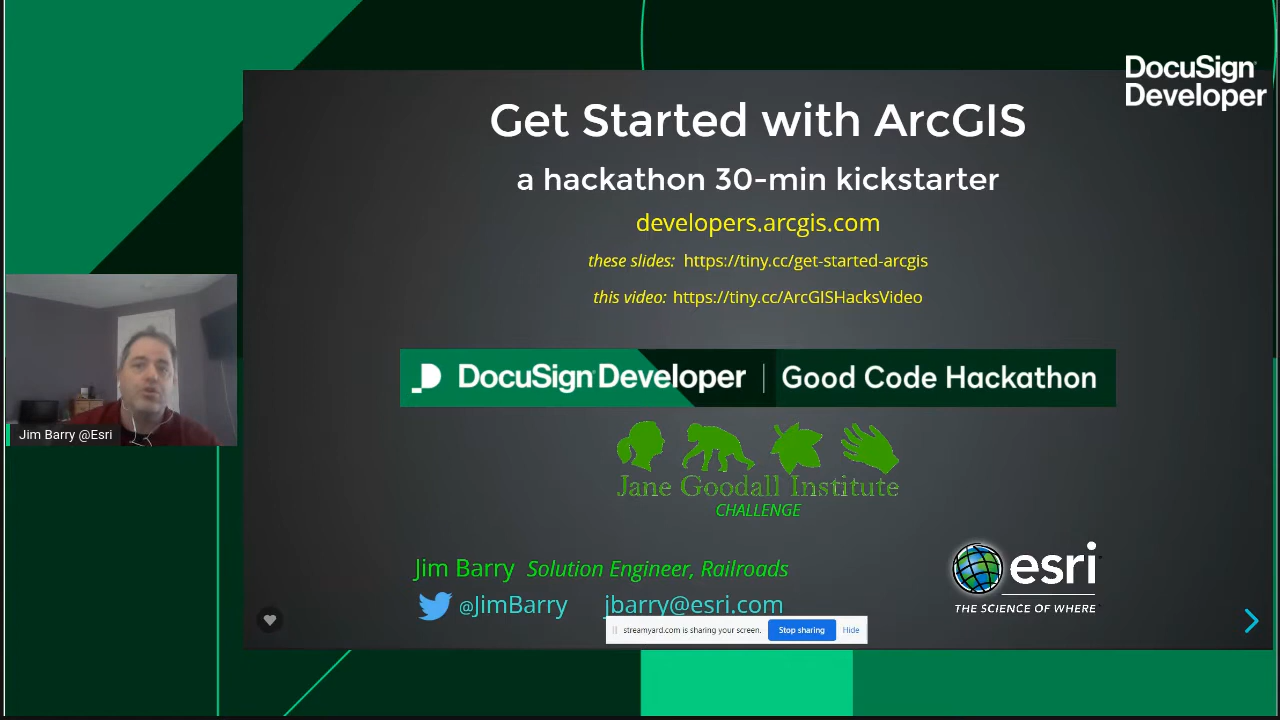 DocuSign
Developer
Get Started with ArcGIS
a hackathon 30-min kickstarter
developers.arcgis.com
these slides: https://tiny.cc/get-started-arcgis
this video: https://tiny.cc/ArcGISHacksVideo
DocuSign Developer | Good Code Hackathon
Jane Goodall Institute
CHALLENGE
Jim Barry @Esri
Jim Barry Solution Engineer, Railroads
@JimBarry jbarry@esri.com
esri
THE SCIENCE OF WHERE
streamyard.com is sharing your screen. Stop sharing Hide